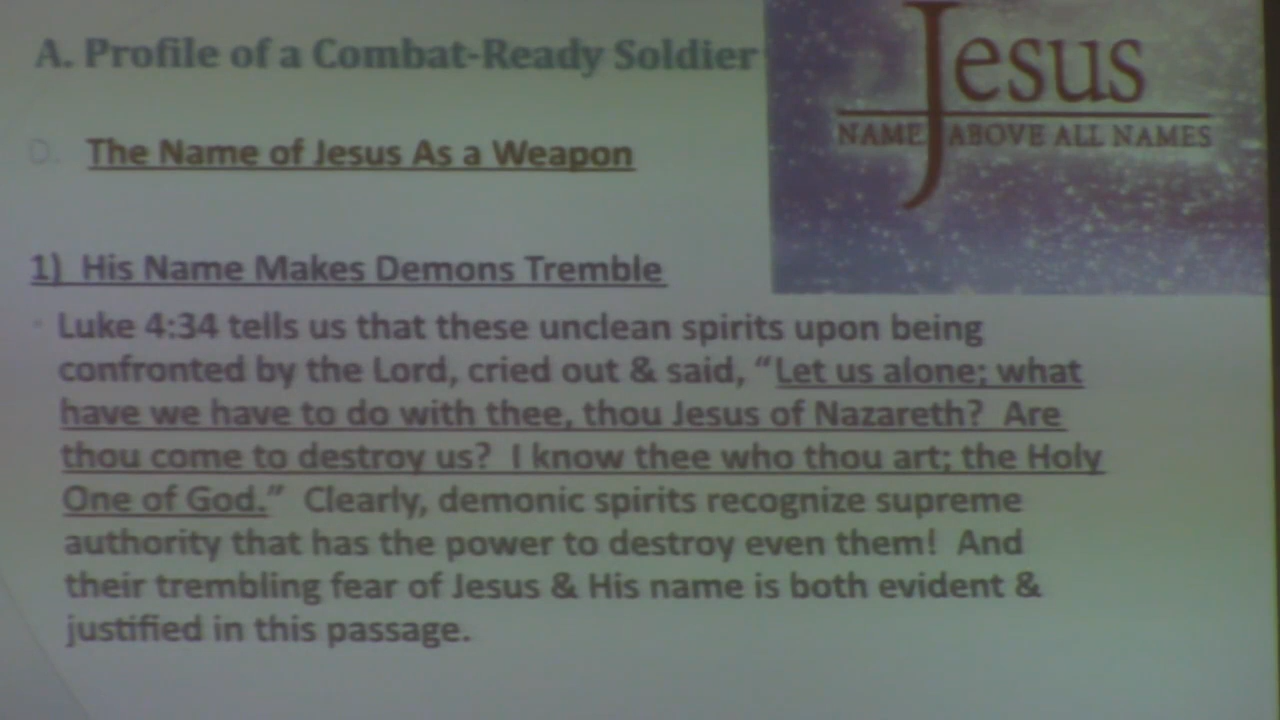 A. Profile of a Combat-Ready Soldier
Jesus
NAME ABOVE ALL NAMES
D. The Name of Jesus As a Weapon
1) His Name Makes Demons Tremble
• Luke 4:34 tells us that these unclean spirits upon being
confronted by the Lord, cried out & said, “Let us alone; what
have we have to do with thee, thou Jesus of Nazareth? Are
thou come to destroy us? I know thee who thou art; the Holy
One of God.” Clearly, demonic spirits recognize supreme
authority that has the power to destroy even them! And
their trembling fear of Jesus & His name is both evident &
justified in this passage.